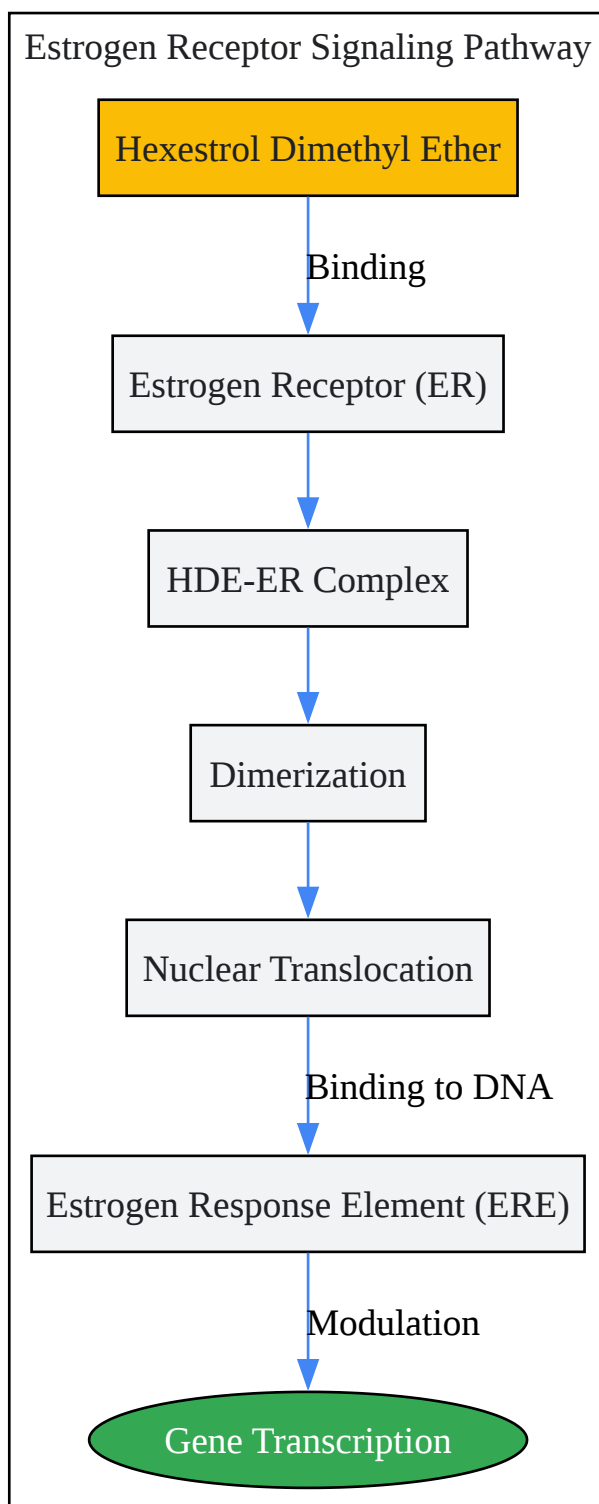 Estrogen Receptor Signaling Pathway
Hexestrol Dimethyl Ether
Binding
Estrogen Receptor (ER)
HDE-ER Complex
Dimerization
Nuclear Translocation
Binding to DNA
Estrogen Response Element (ERE)
Modulation
Gene Transcription